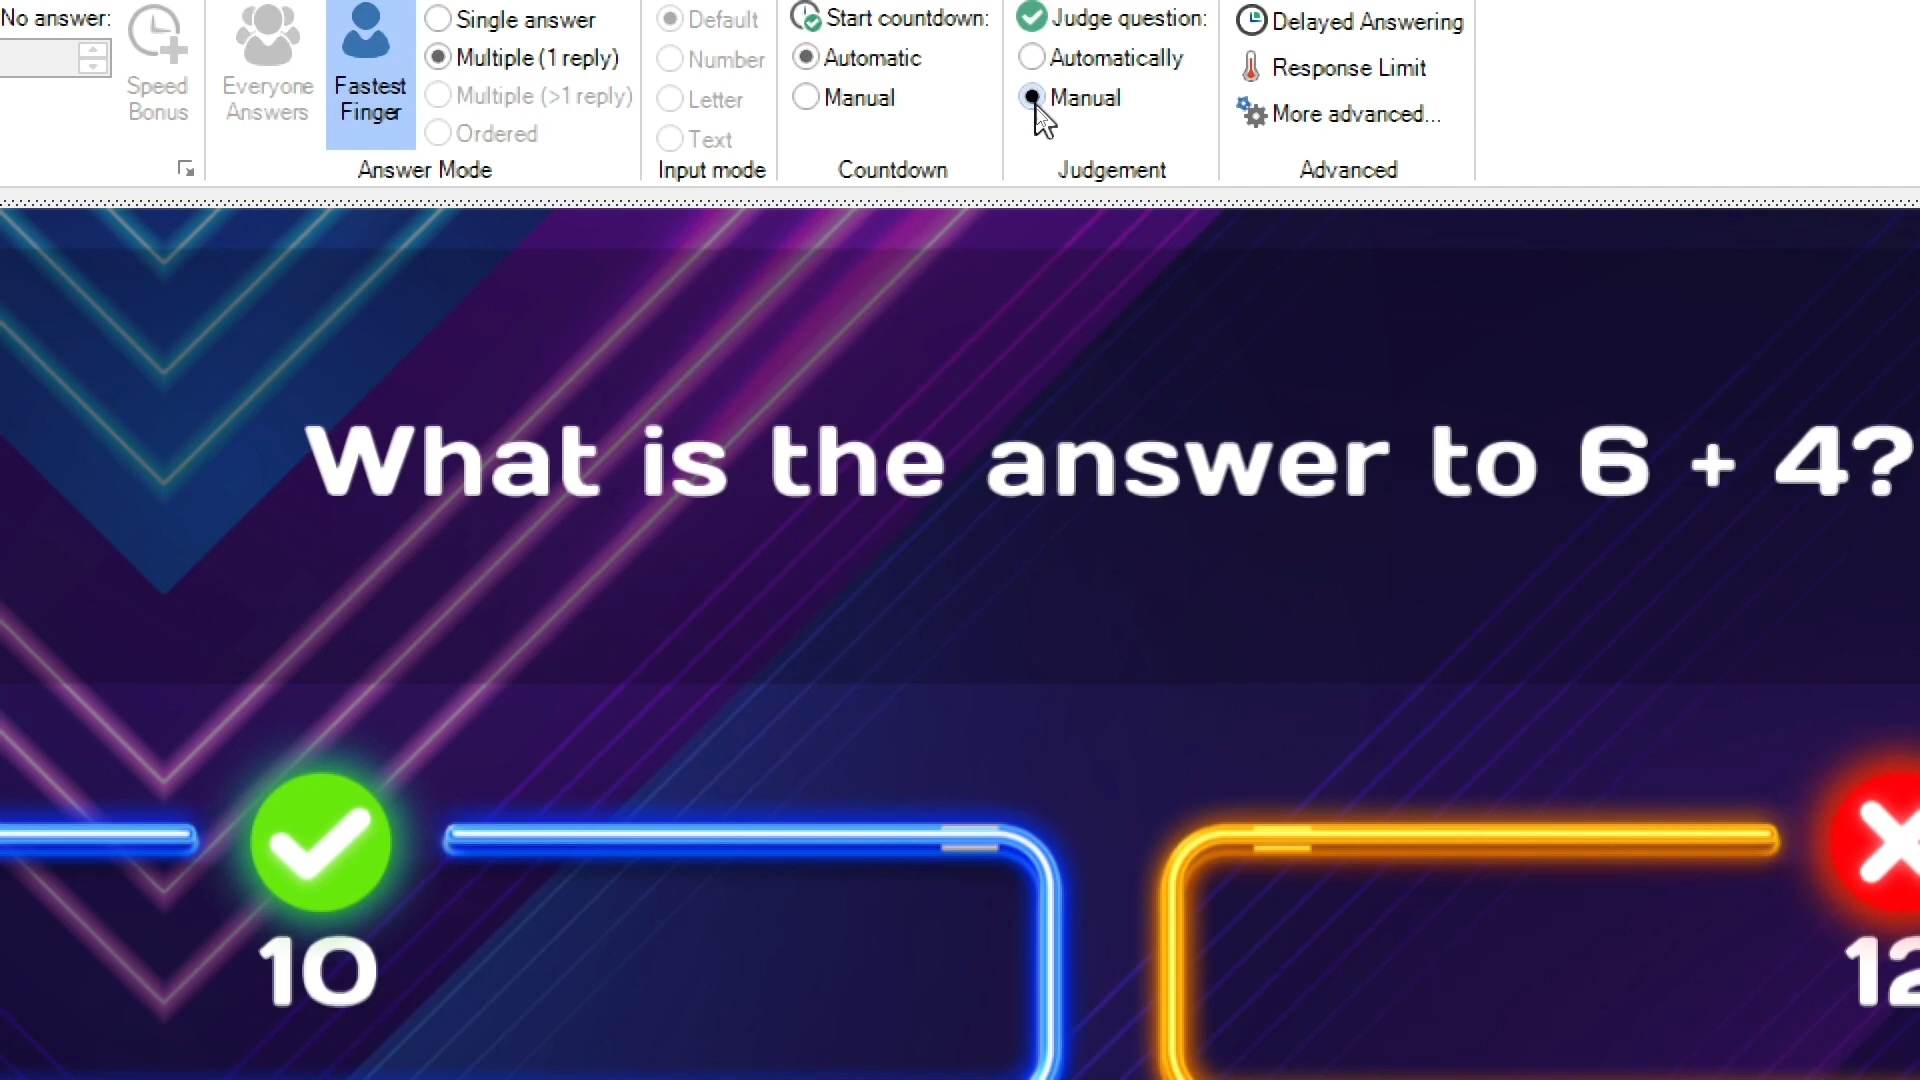 No answer:
Speed
Bonus
Everyone
Answers
Fastest
Finger
Single answer
Multiple (1 reply)
Multiple (>1 reply)
Ordered
Answer Mode
Default
Number
Letter
Text
Input mode
Start countdown:
Automatic
Manual
Countdown
Judge question:
Automatically
Manual
Judgement
Delayed Answering
Response Limit
More advanced...
Advanced
What is the answer to 6 + 4?
10
12